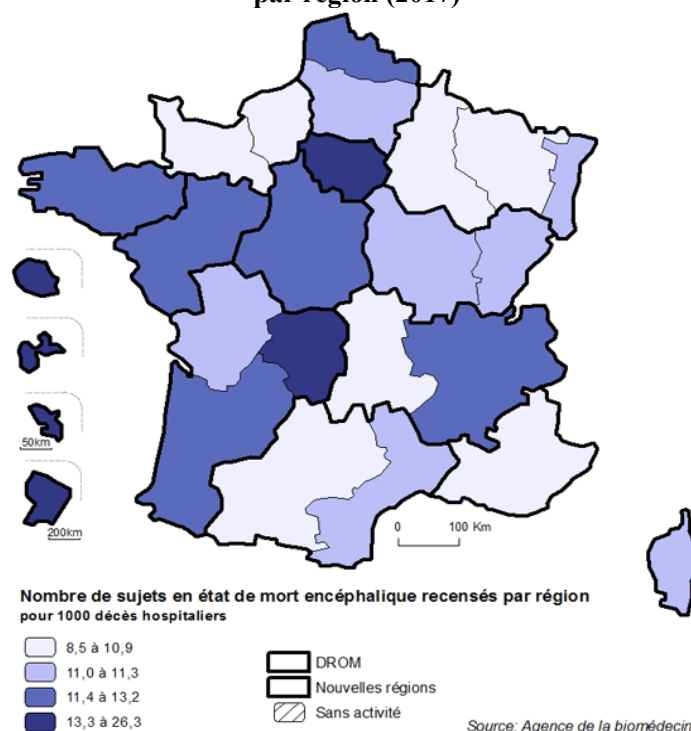 par région (2017)
50km
200km
0 100 Km
Nombre de sujets en état de mort encéphalique recensés par région
pour 1000 décès hospitaliers
8,5 à 10,9
11,0 à 11,3
11,4 à 13,2
13,3 à 26,3
DROM
Nouvelles régions
Sans activité
Source: Agence de la biomédecin